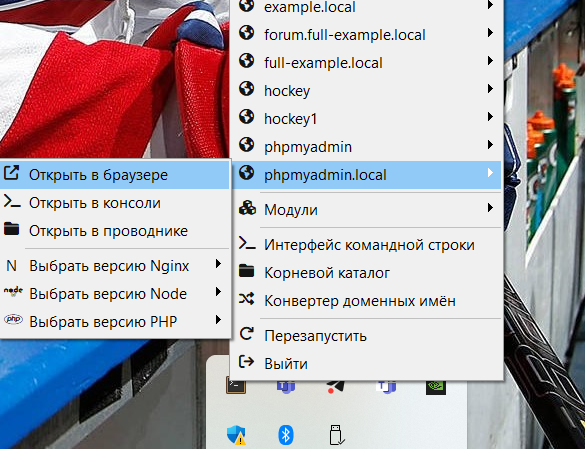 example.local
forum.full-example.local
full-example.local
hockey
hockey1
phpmyadmin
phpmyadmin.local
Модули
Интерфейс командной строки
Корневой каталог
Конвертер доменных имён
Перезапустить
Выйти
Открыть в браузере
Открыть в консоли
Открыть в проводнике
N Выбрать версию Nginx
node Выбрать версию Node
php Выбрать версию PHP